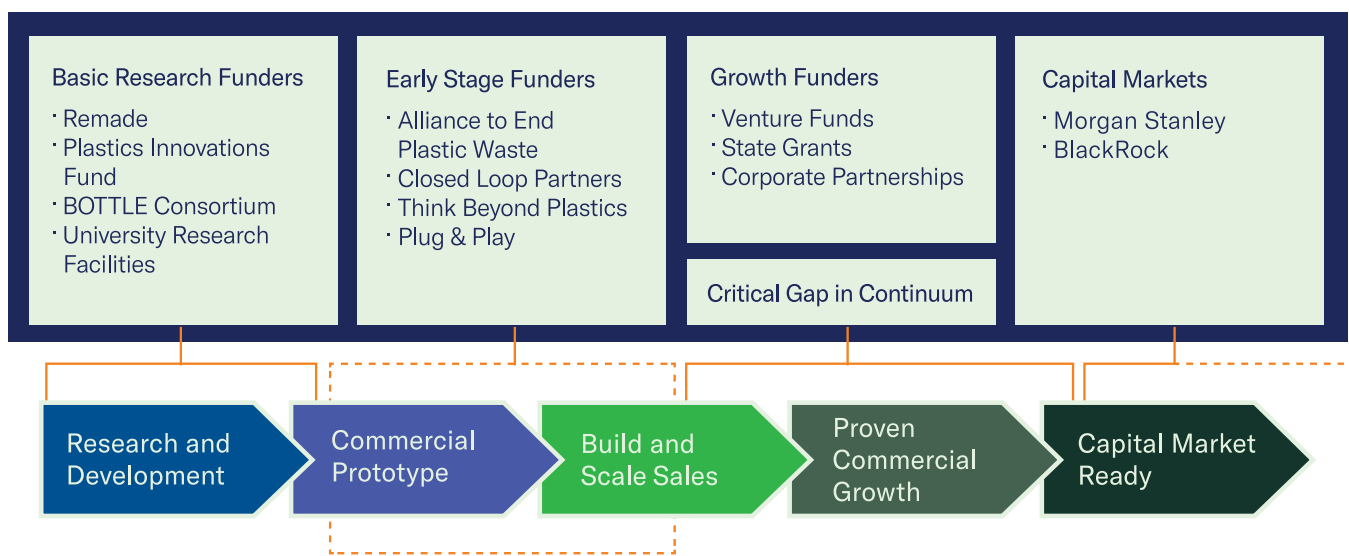 Basic Research Funders
· Remade
· Plastics Innovations
Fund
· BOTTLE Consortium
· University Research
Facilities
Early Stage Funders
· Alliance to End
Plastic Waste
· Closed Loop Partners
· Think Beyond Plastics
· Plug & Play
Growth Funders
· Venture Funds
· State Grants
· Corporate Partnerships
Critical Gap in Continuum
Capital Markets
· Morgan Stanley
· BlackRock
Research and
Development
Commercial
Prototype
Build and
Scale Sales
Proven
Commercial
Growth
Capital Market
Ready